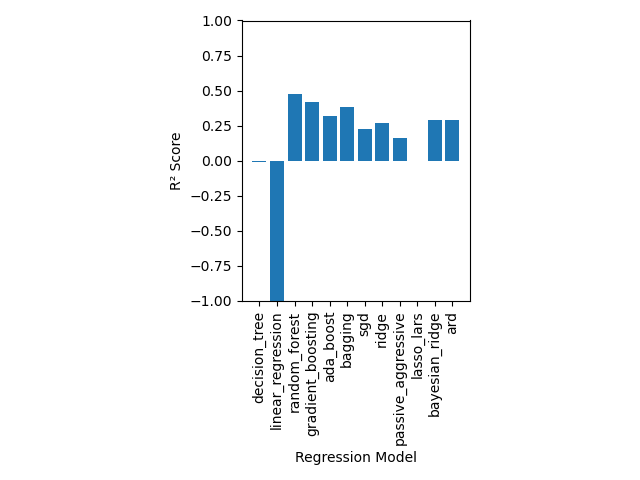 1.00
0.75
0.50
0.25
0.00
−0.25
−0.50
−0.75
−1.00
R² Score
decision_tree
linear_regression
random_forest
gradient_boosting
ada_boost
bagging
sgd
ridge
passive_aggressive
lasso_lars
bayesian_ridge
ard
Regression Model